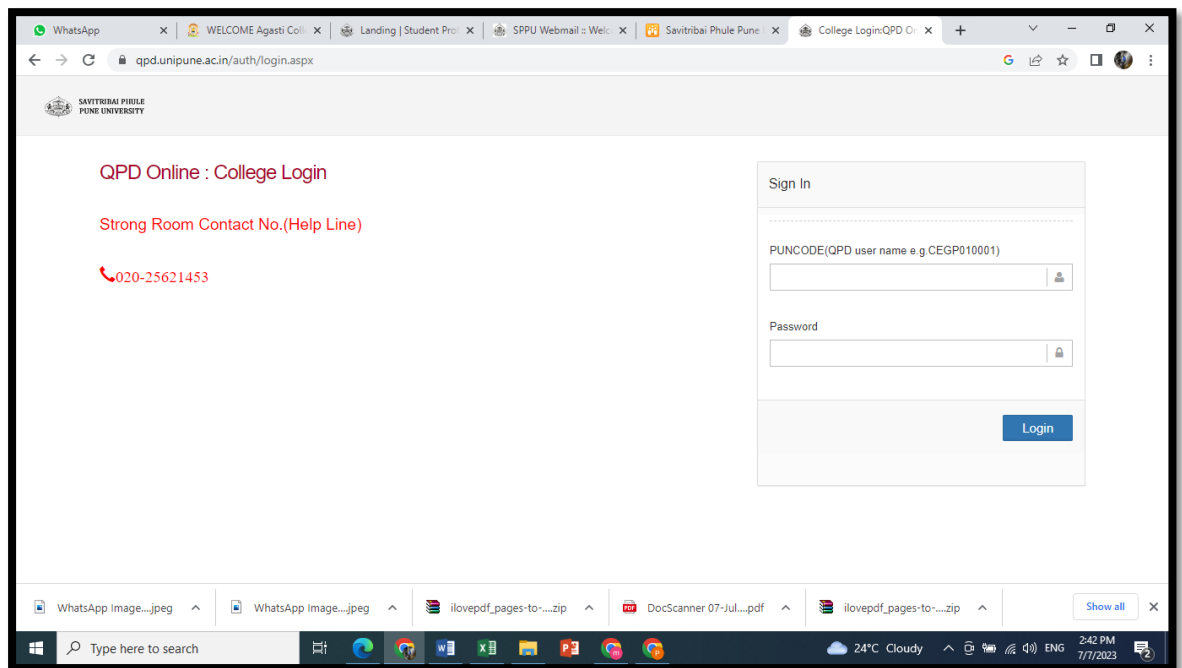 WhatsApp
WELCOME Agasti Coll
Landing | Student Prof
SPPU Webmail :: Welc
Savitribai Phule Pune
College Login:QPD On
qpd.unipune.ac.in/auth/login.aspx
SAVITRIBAI PHULE
PUNE UNIVERSITY
QPD Online : College Login
Strong Room Contact No.(Help Line)
020-25621453
Sign In
PUNCODE(QPD user name e.g.CEGP010001)
Password
Login
WhatsApp Image....jpeg
WhatsApp Image....jpeg
ilovepdf_pages-to-....zip
DocScanner 07-Jul....pdf
ilovepdf_pages-to-....zip
Show all
Type here to search
24°C Cloudy
ENG
2:42 PM
7/7/2023
2